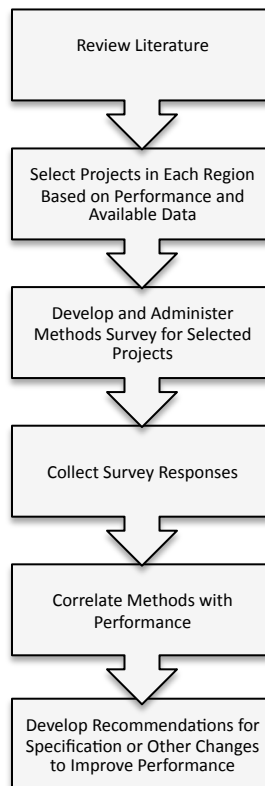 Review Literature
Select Projects in Each Region
Based on Performance and
Available Data
Develop and Administer
Methods Survey for Selected
Projects
Collect Survey Responses
Correlate Methods with
Performance
Develop Recommendations for
Specification or Other Changes
to Improve Performance